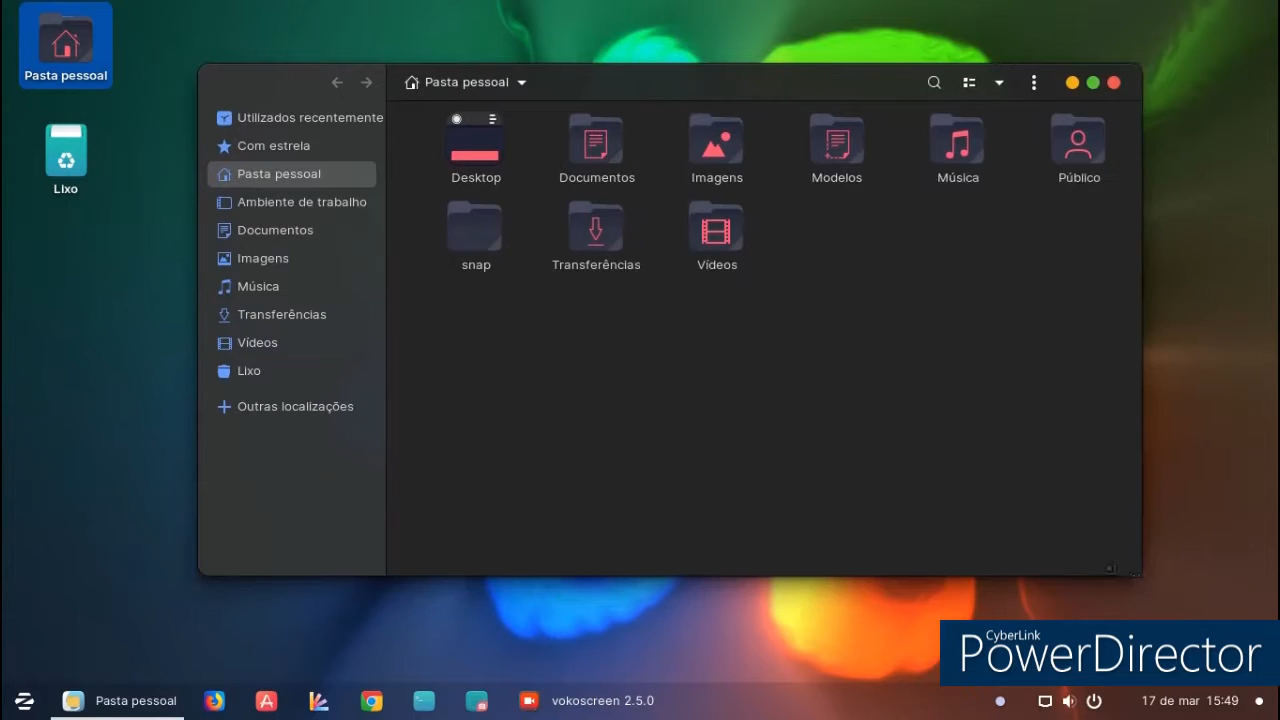 Pasta pessoal
Lixo
Pasta pessoal
Utilizados recentemente
Com estrela
Pasta pessoal
Ambiente de trabalho
Documentos
Imagens
Música
Transferências
Vídeos
Lixo
Outras localizações
Desktop
Documentos
Imagens
Modelos
Música
Público
snap
Transferências
Vídeos
CyberLink
PowerDirector
Pasta pessoal
vokoscreen 2.5.0
17 de mar 15:49